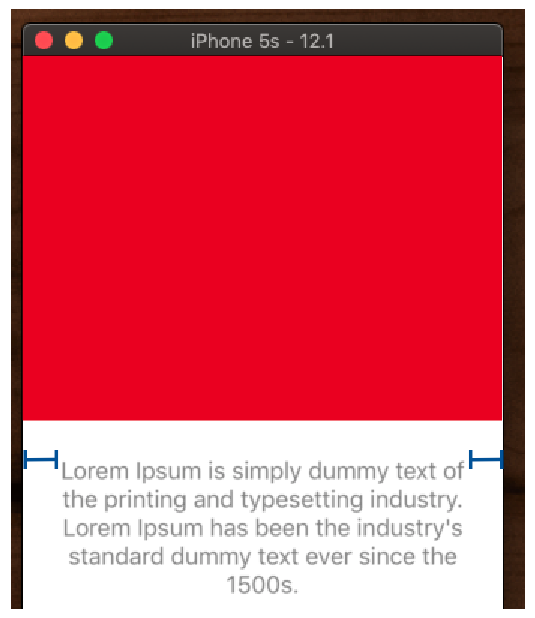 iPhone 5s - 12.1
Lorem Ipsum is simply dummy text of
the printing and typesetting industry.
Lorem Ipsum has been the industry's
standard dummy text ever since the
1500s.